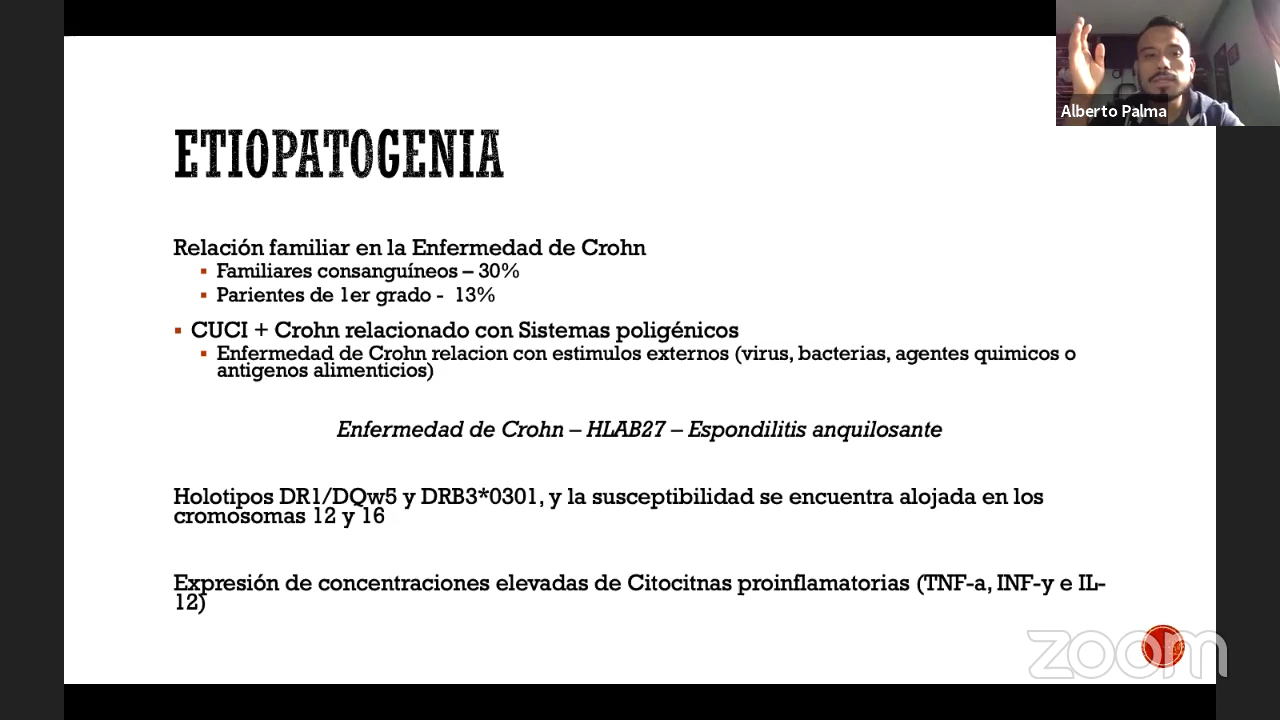 Alberto Palma
ETIOPATOGENIA
Relación familiar en la Enfermedad de Crohn
Familiares consanguíneos – 30%
Parientes de 1er grado - 13%
CUCI + Crohn relacionado con Sistemas poligénicos
Enfermedad de Crohn relacion con estimulos externos (virus, bacterias, agentes quimicos o
antigenos alimenticios)
Enfermedad de Crohn – HLAB27 – Espondilitis anquilosante
Holotipos DR1/DQw5 y DRB3*0301, y la susceptibilidad se encuentra alojada en los
cromosomas 12 y 16
Expresión de concentraciones elevadas de Citocitnas proinflamatorias (TNF-a, INF-y e IL-
12)
zoom